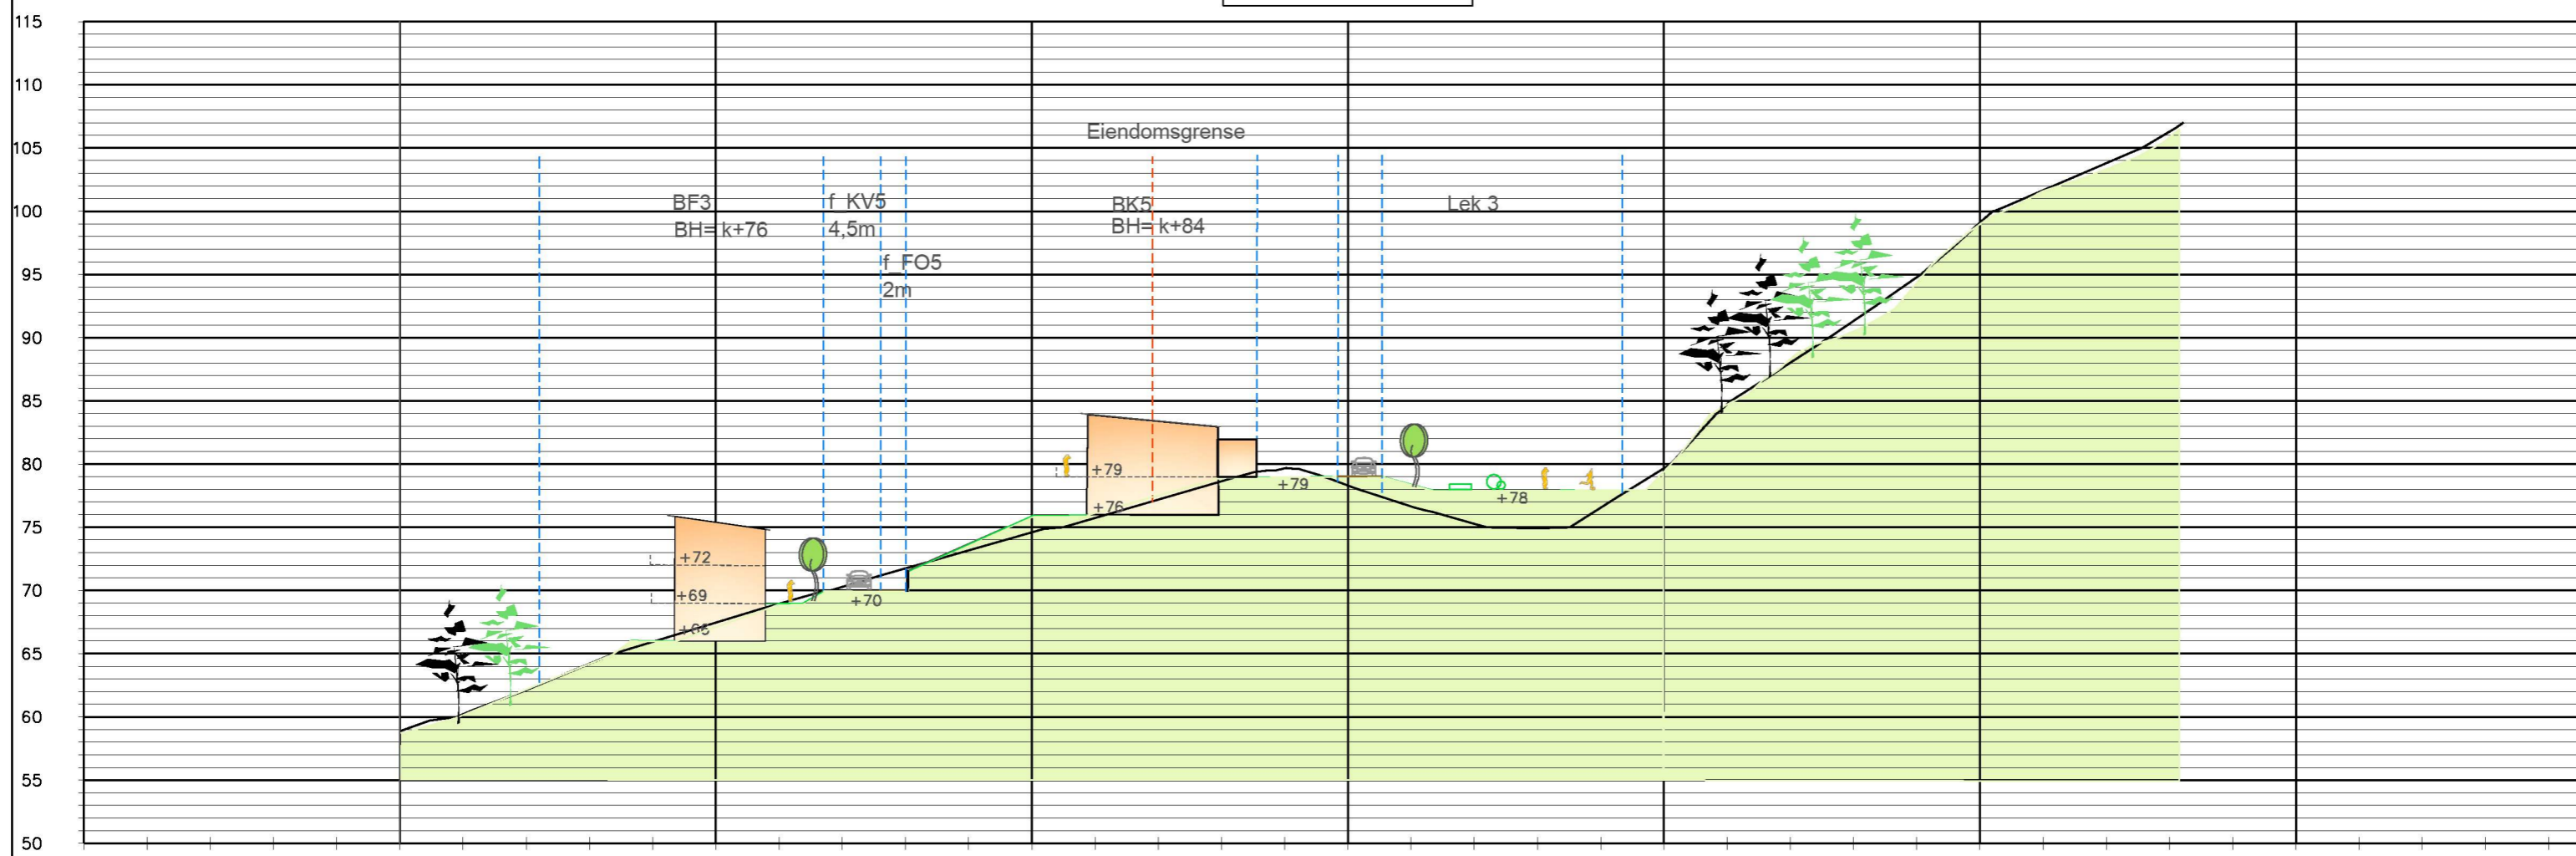 115
110
105
100
95
90
85
80
75
70
65
60
55
50
Eiendomsgrense
BF3
BH= k+76
f_KV5
4,5m
f_FO5
2m
BK5
BH= k+84
Lek 3
+79
+76
+79
+78
+72
+69
+66
+70